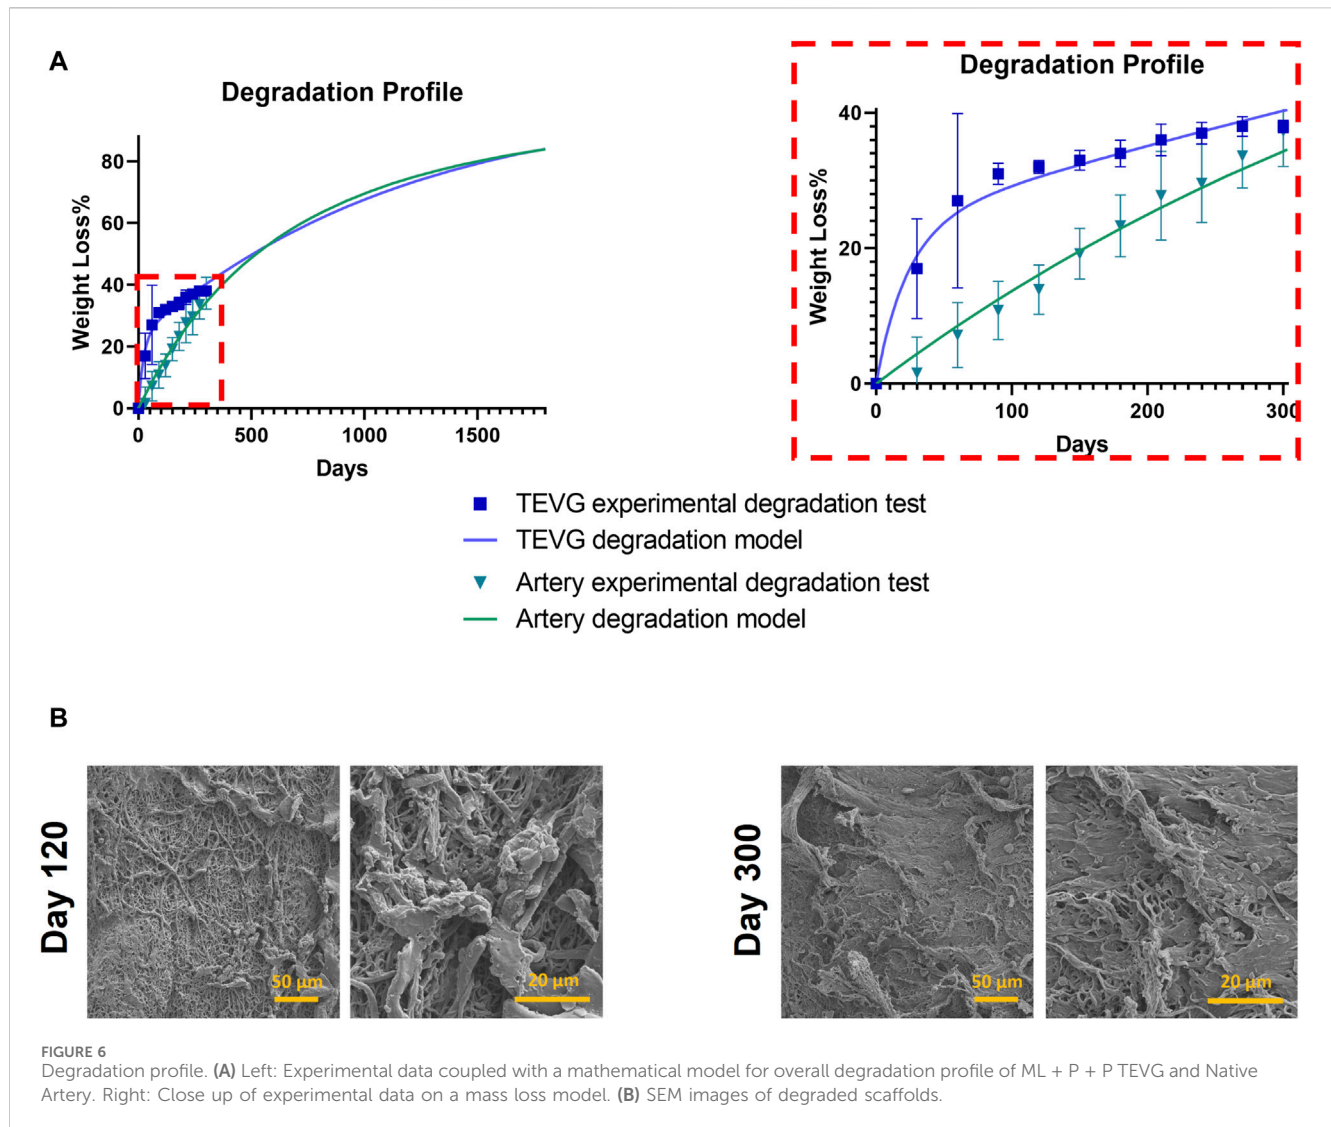 A
Degradation Profile
Weight Loss%
80
60
40
20
0
0
500
1000
1500
Days
Degradation Profile
Weight Loss%
40
20
0
0
100
200
300
Days
TEVG experimental degradation test
TEVG degradation model
Artery experimental degradation test
Artery degradation model
B
Day 120
50 µm
20 µm
Day 300
50 µm
20 µm
FIGURE 6
Degradation profile. (A) Left: Experimental data coupled with a mathematical model for overall degradation profile of ML + P + P TEVG and Native
Artery. Right: Close up of experimental data on a mass loss model. (B) SEM images of degraded scaffolds.